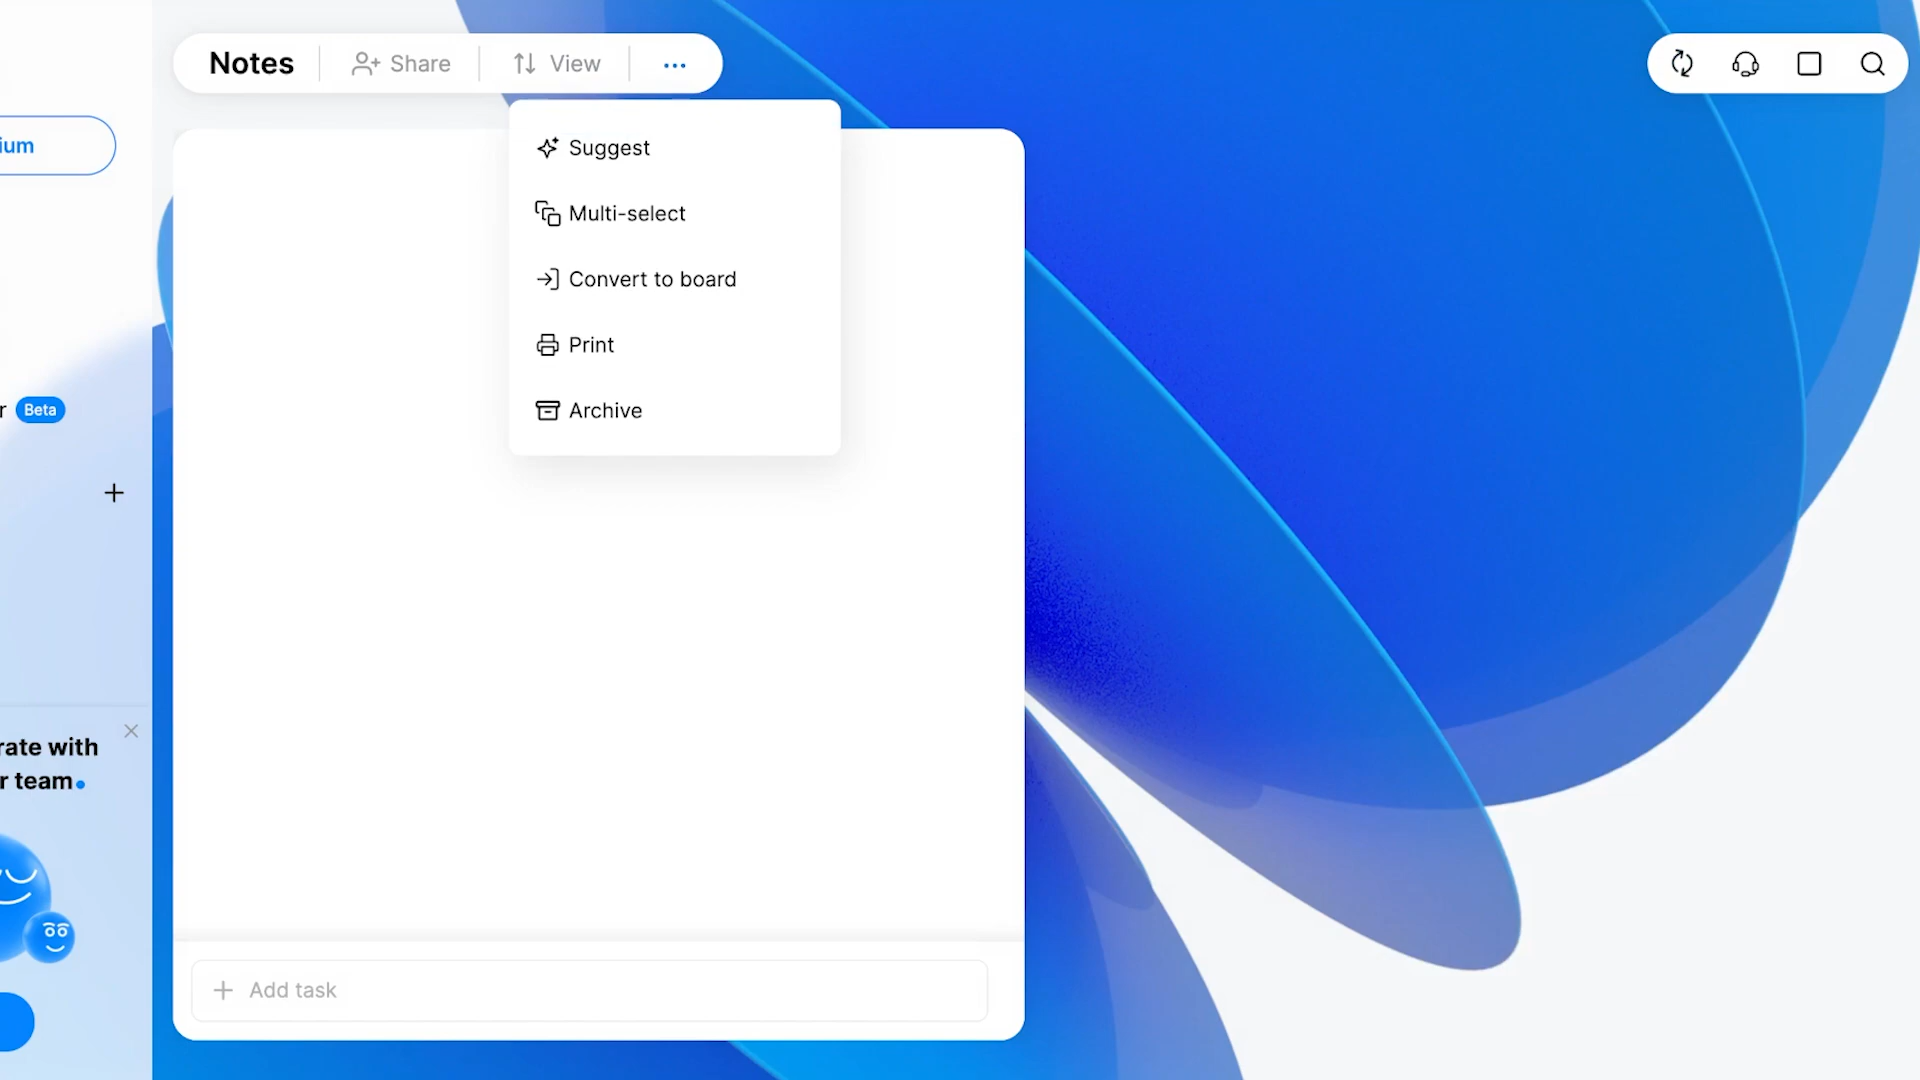 Notes
Share
View
Suggest
Multi-select
Convert to board
Print
Archive
ium
r Beta
rate with
r team
Add task